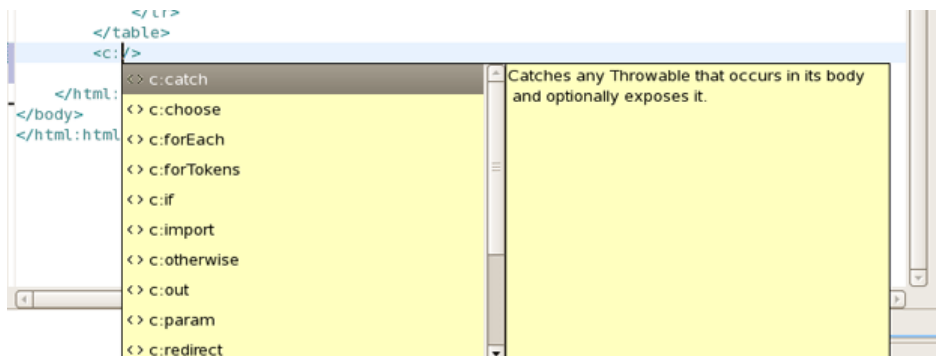 </tr>
</table>
<c:/>
<> c:catch
Catches any Throwable that occurs in its body
and optionally exposes it.
</html:
<> c:choose
</body>
</html:html
<> c:forEach
<> c:forTokens
<> c:if
<> c:import
<> c:otherwise
<> c:out
<> c:param
<> c:redirect